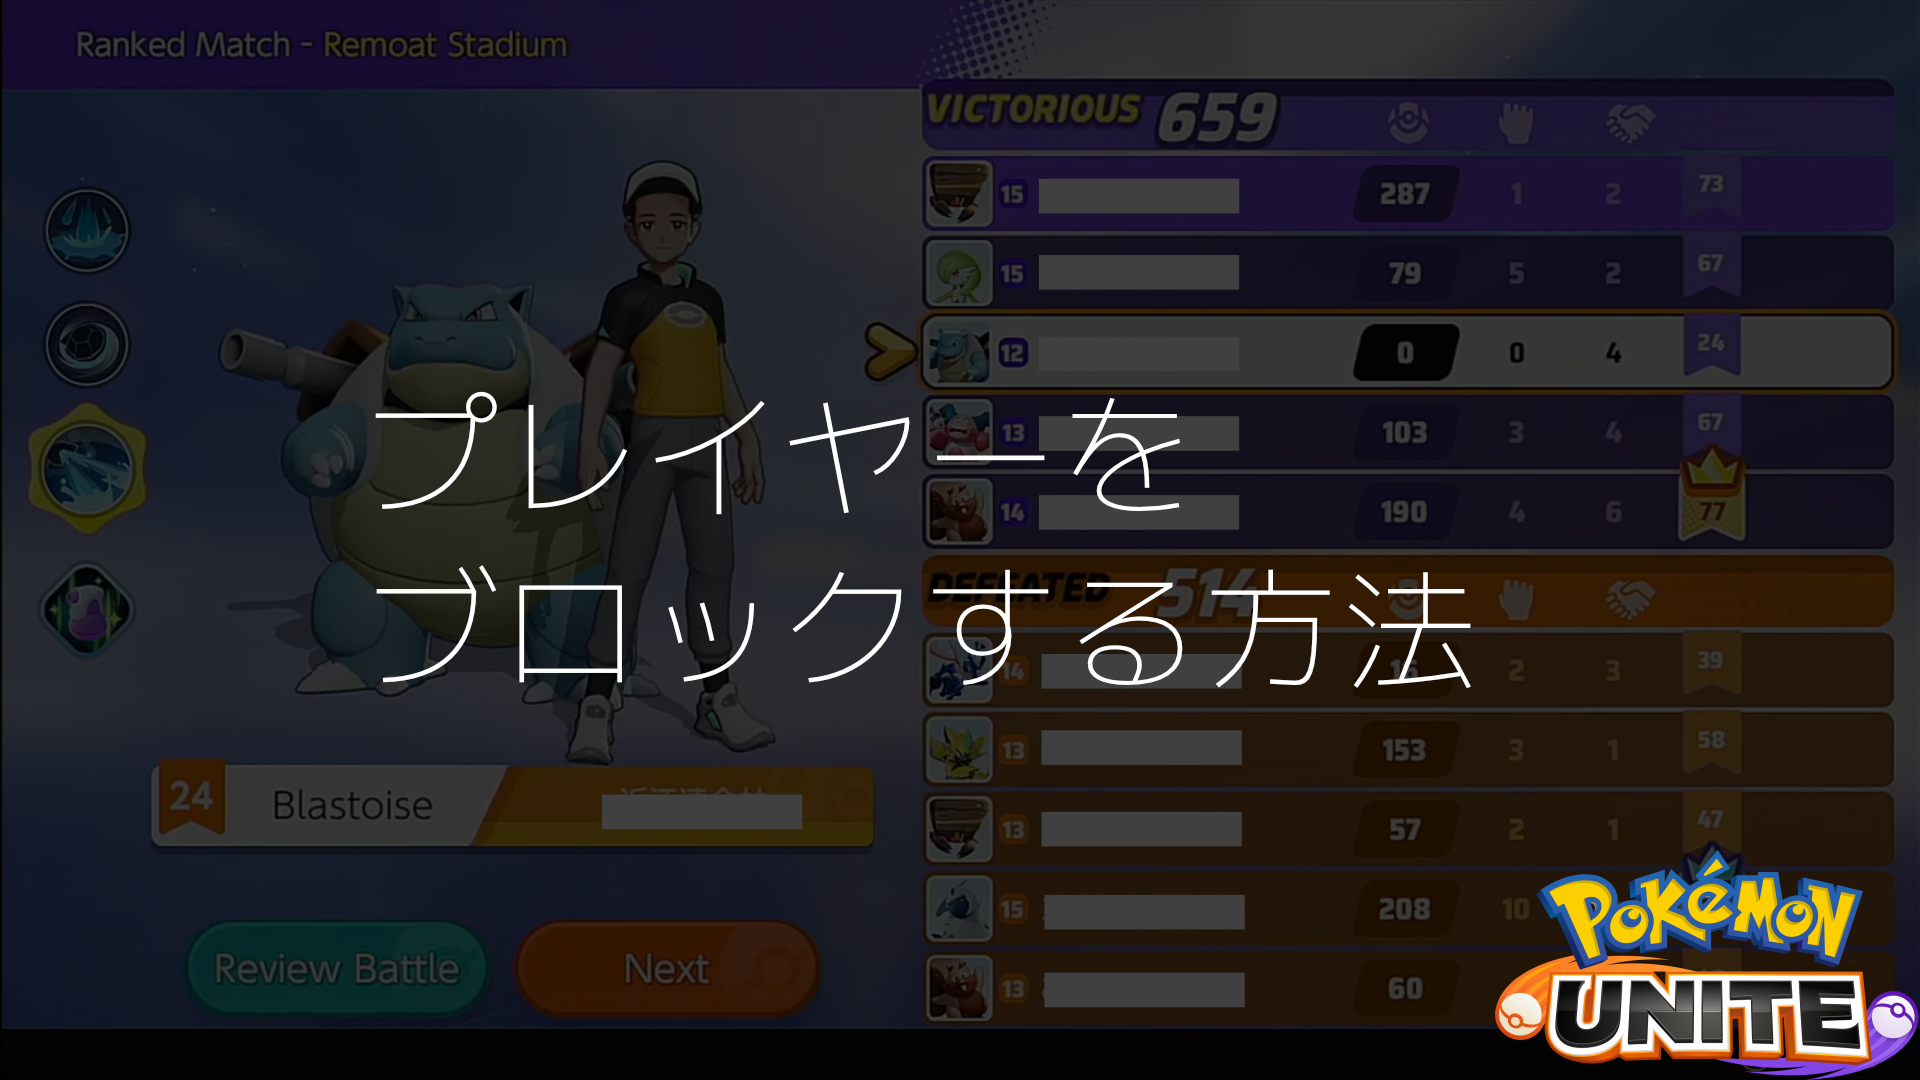 Ranked Match - Remoat Stadium
VICTORIOUS 659
15 287 1 2 73
15 79 5 2 67
12 0 0 4 24
13 103 3 4 67
14 190 4 6 77
プレイヤーを
ブロックする方法
DEFEATED 514
14 2 3 39
13 153 3 1 58
13 57 2 1 47
15 208 10
13 60
24 Blastoise
Review Battle Next
POKéMON
UNITE